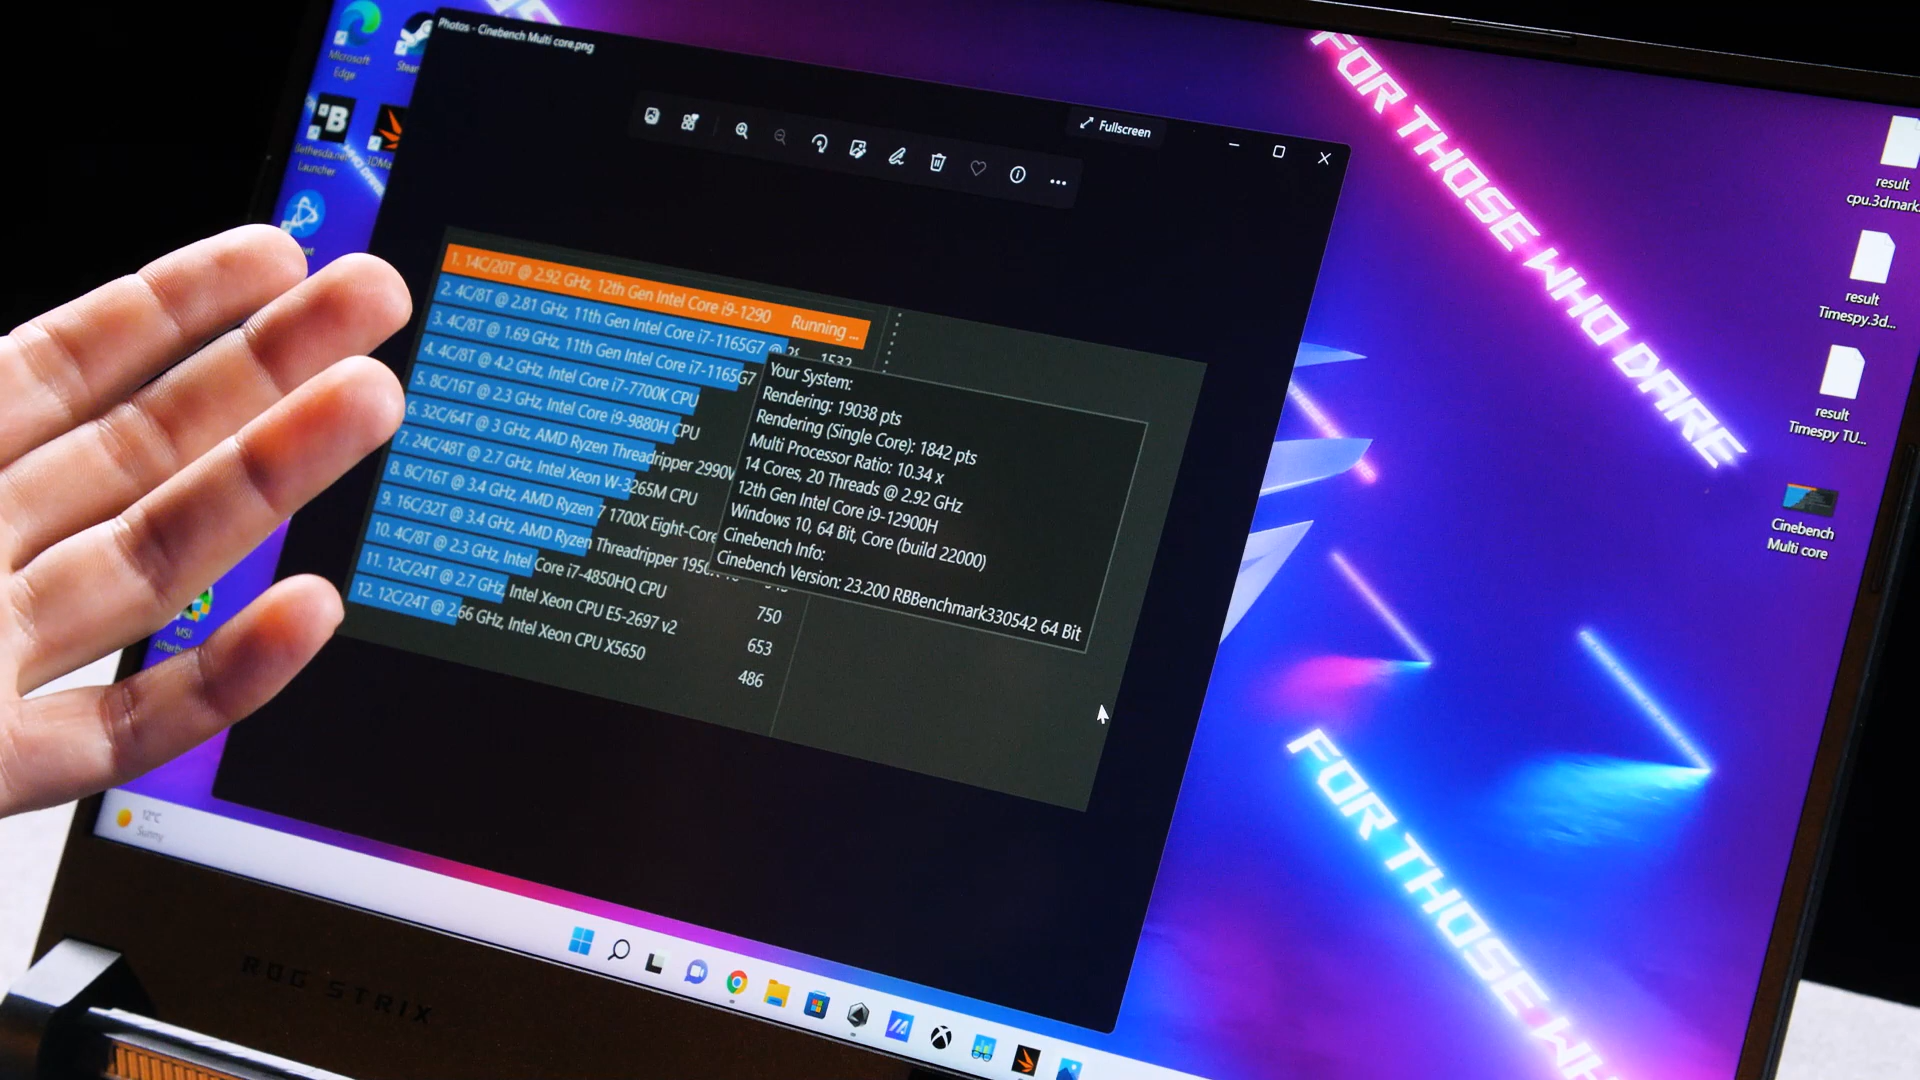 Photos - Cinebench Multi core.png
Microsoft
Edge
Launcher
Fullscreen
1. 14C/20T @ 2.92 GHz, 12th Gen Intel Core i9-1290 Running ...
2. 4C/8T @ 2.81 GHz, 11th Gen Intel Core i7-1165G7 @ 1532
3. 4C/8T @ 1.69 GHz, 11th Gen Intel Core i7-1165G7
4. 4C/8T @ 4.2 GHz, Intel Core i7-7700K CPU
5. 8C/16T @ 2.3 GHz, Intel Core i9-9880H CPU
6. 32C/64T @ 3 GHz, AMD Ryzen Threadripper 2990W
7. 24C/48T @ 2.7 GHz, Intel Xeon W-3265M CPU
8. 8C/16T @ 3.4 GHz, AMD Ryzen 7 1700X Eight-Core
9. 16C/32T @ 3.4 GHz, AMD Ryzen Threadripper 1950
10. 4C/8T @ 2.3 GHz, Intel Core i7-4850HQ CPU 750
11. 12C/24T @ 2.7 GHz, Intel Xeon CPU E5-2697 v2 653
12. 12C/24T @ 2.66 GHz, Intel Xeon CPU X5650 486
Your System:
Rendering: 19038 pts
Rendering (Single Core): 1842 pts
Multi Processor Ratio: 10.34 x
14 Cores, 20 Threads @ 2.92 GHz
12th Gen Intel Core i9-12900H
Windows 10, 64 Bit, Core (build 22000)
Cinebench Info:
Cinebench Version: 23.200 RBBenchmark330542 64 Bit
FOR THOSE WHO DARE
FOR THOSE WH
result
cpu.3dmark
result
Timespy.3d...
result
Timespy TU...
Cinebench
Multi core
MSI
12°C
Sunny
ROG STRIX